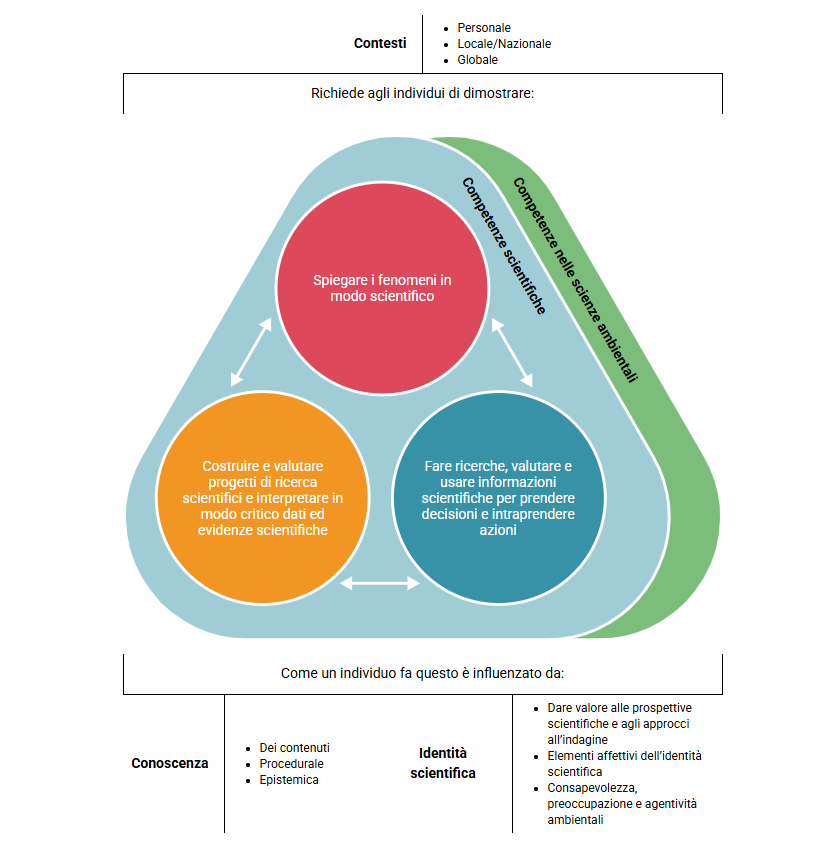 Contesti
Personale
Locale/Nazionale
Globale
Richiede agli individui di dimostrare:
Competenze scientifiche
Competenze nelle scienze ambientali
Spiegare i fenomeni in
modo scientifico
Costruire e valutare
progetti di ricerca
scientifici e interpretare in
modo critico dati ed
evidenze scientifiche
Fare ricerche, valutare e
usare informazioni
scientifiche per prendere
decisioni e intraprendere
azioni
Come un individuo fa questo è influenzato da:
Conoscenza
Dei contenuti
Procedurale
Epistemica
Identità
scientifica
Dare valore alle prospettive
scientifiche e agli approcci
all’indagine
Elementi affettivi dell’identità
scientifica
Consapevolezza,
preoccupazione e agentività
ambientali